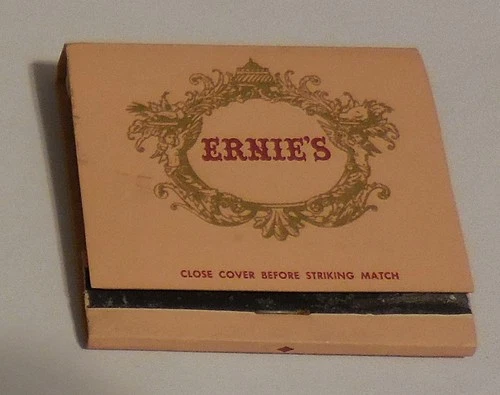 ERNIE'S
CLOSE COVER BEFORE STRIKING MATCH